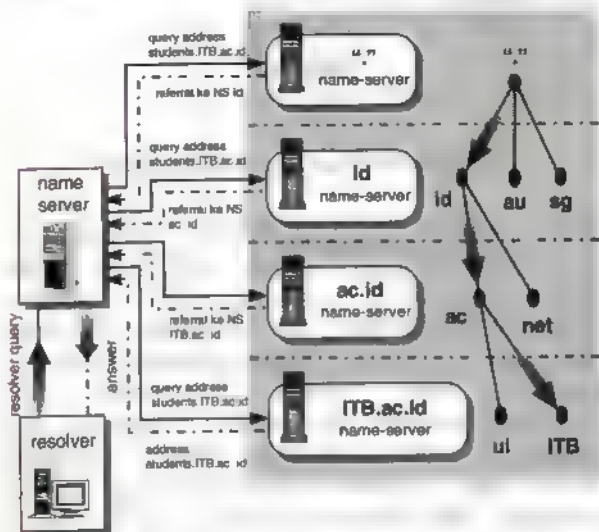 query address
students.ITB.ac.id
"."
name-server
"."
referral ke NS id
query address
students.ITB.ac.id
id
name-server
id
au
sg
name
server
referral ke NS
ac.id
ac.id
name-server
ac
net
referral ke NS
ITB.ac.id
resolver query
answer
query address
students.ITB.ac.id
ITB.ac.id
name-server
ui
ITB
resolver
address
students.ITB.ac.id